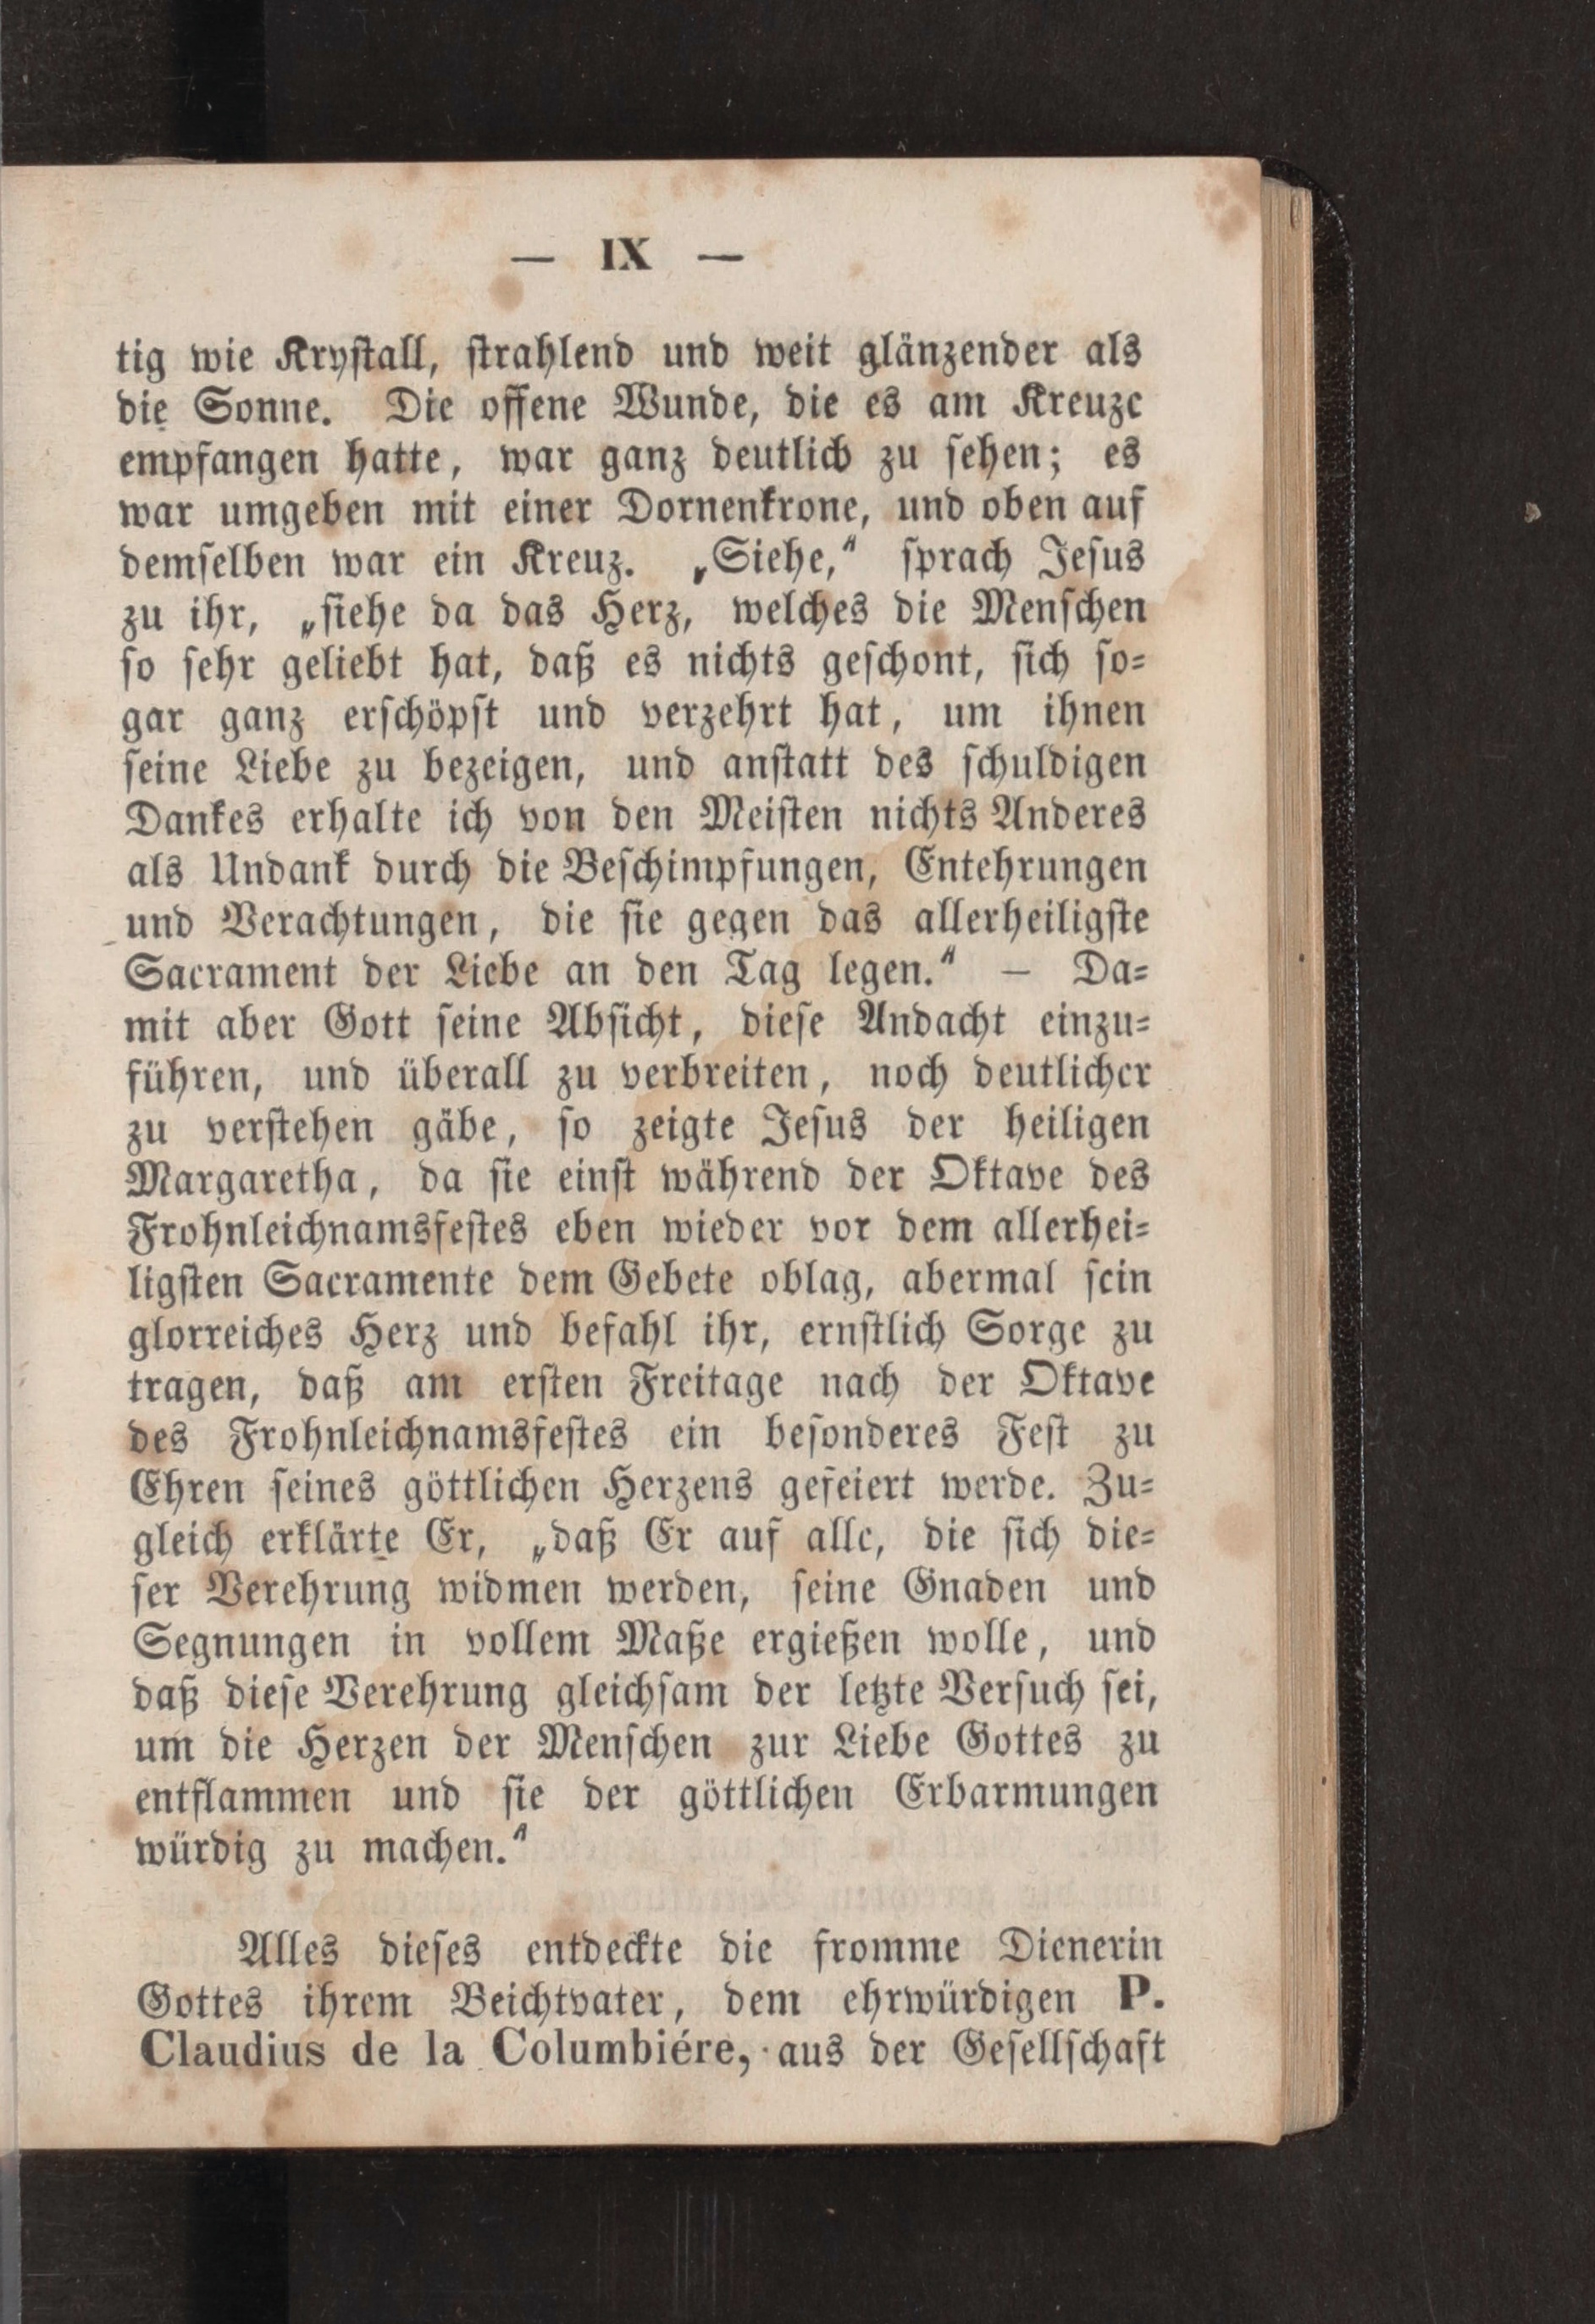 — IX —
tig wie Krystall, strahlend und weit glänzender als
die Sonne. Die offene Wunde, die es am Kreuze
empfangen hatte, war ganz deutlich zu sehen; es
war umgeben mit einer Dornenkrone, und oben auf
demselben war ein Kreuz. „Siehe,“ sprach Jesus
zu ihr, „siehe da das Herz, welches die Menschen
so sehr geliebt hat, daß es nichts geschont, sich so-
gar ganz erschöpft und verzehrt hat, um ihnen
seine Liebe zu bezeigen, und anstatt des schuldigen
Dankes erhalte ich von den Meisten nichts Anderes
als Undank durch die Beschimpfungen, Entehrungen
und Verachtungen, die sie gegen das allerheiligste
Sacrament der Liebe an den Tag legen.“ — Da-
mit aber Gott seine Absicht, diese Andacht einzu-
führen, und überall zu verbreiten, noch deutlicher
zu verstehen gäbe, so zeigte Jesus der heiligen
Margaretha, da sie einst während der Oktave des
Frohnleichnamsfestes eben wieder vor dem allerhei-
ligsten Sacramente dem Gebete oblag, abermal sein
glorreiches Herz und befahl ihr, ernstlich Sorge zu
tragen, daß am ersten Freitage nach der Oktave
des Frohnleichnamsfestes ein besonderes Fest zu
Ehren seines göttlichen Herzens gefeiert werde. Zu-
gleich erklärte Er, „daß Er auf alle, die sich die-
ser Verehrung widmen werden, seine Gnaden und
Segnungen in vollem Maße ergießen wolle, und
daß diese Verehrung gleichsam der letzte Versuch sei,
um die Herzen der Menschen zur Liebe Gottes zu
entflammen und sie der göttlichen Erbarmungen
würdig zu machen.“
Alles dieses entdeckte die fromme Dienerin
Gottes ihrem Beichtvater, dem ehrwürdigen P.
Claudius de la Columbiére, aus der Gesellschaft